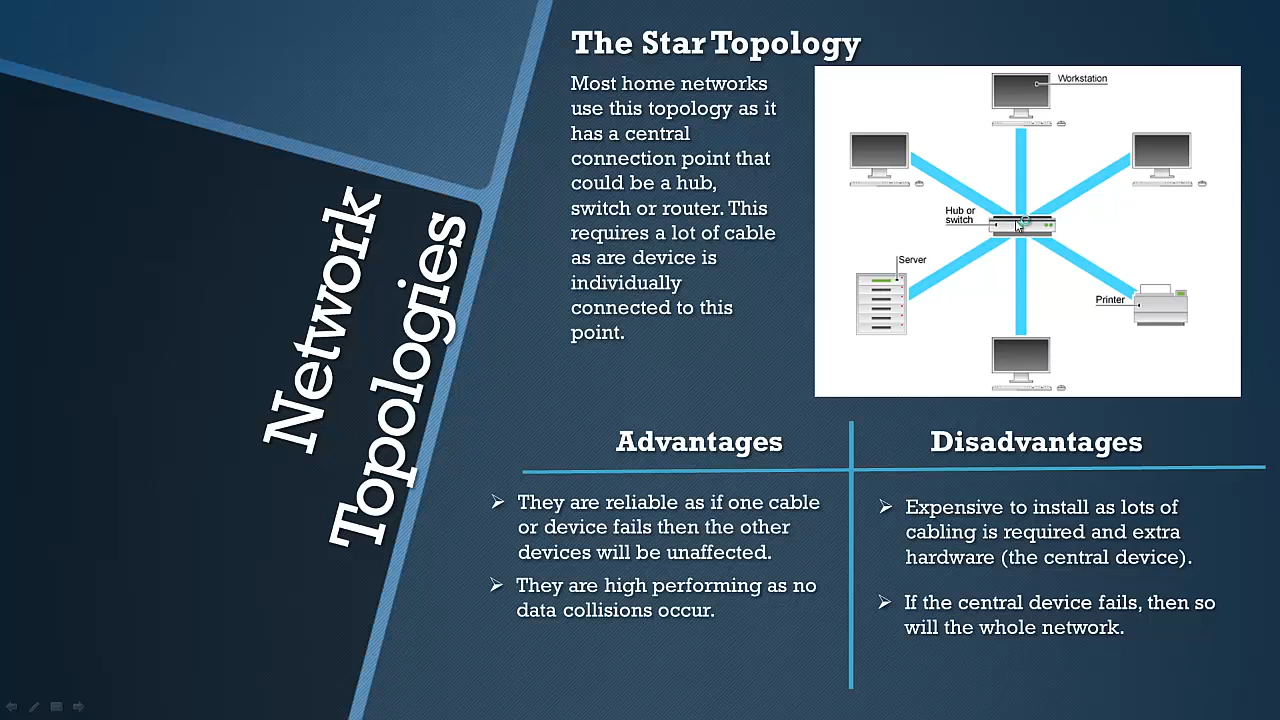 Network
Topologies
The Star Topology
Most home networks
use this topology as it
has a central
connection point that
could be a hub,
switch or router. This
requires a lot of cable
as are device is
individually
connected to this
point.
Workstation
Hub or
switch
Server
Printer
Advantages
They are reliable as if one cable
or device fails then the other
devices will be unaffected.
They are high performing as no
data collisions occur.
Disadvantages
Expensive to install as lots of
cabling is required and extra
hardware (the central device).
If the central device fails, then so
will the whole network.